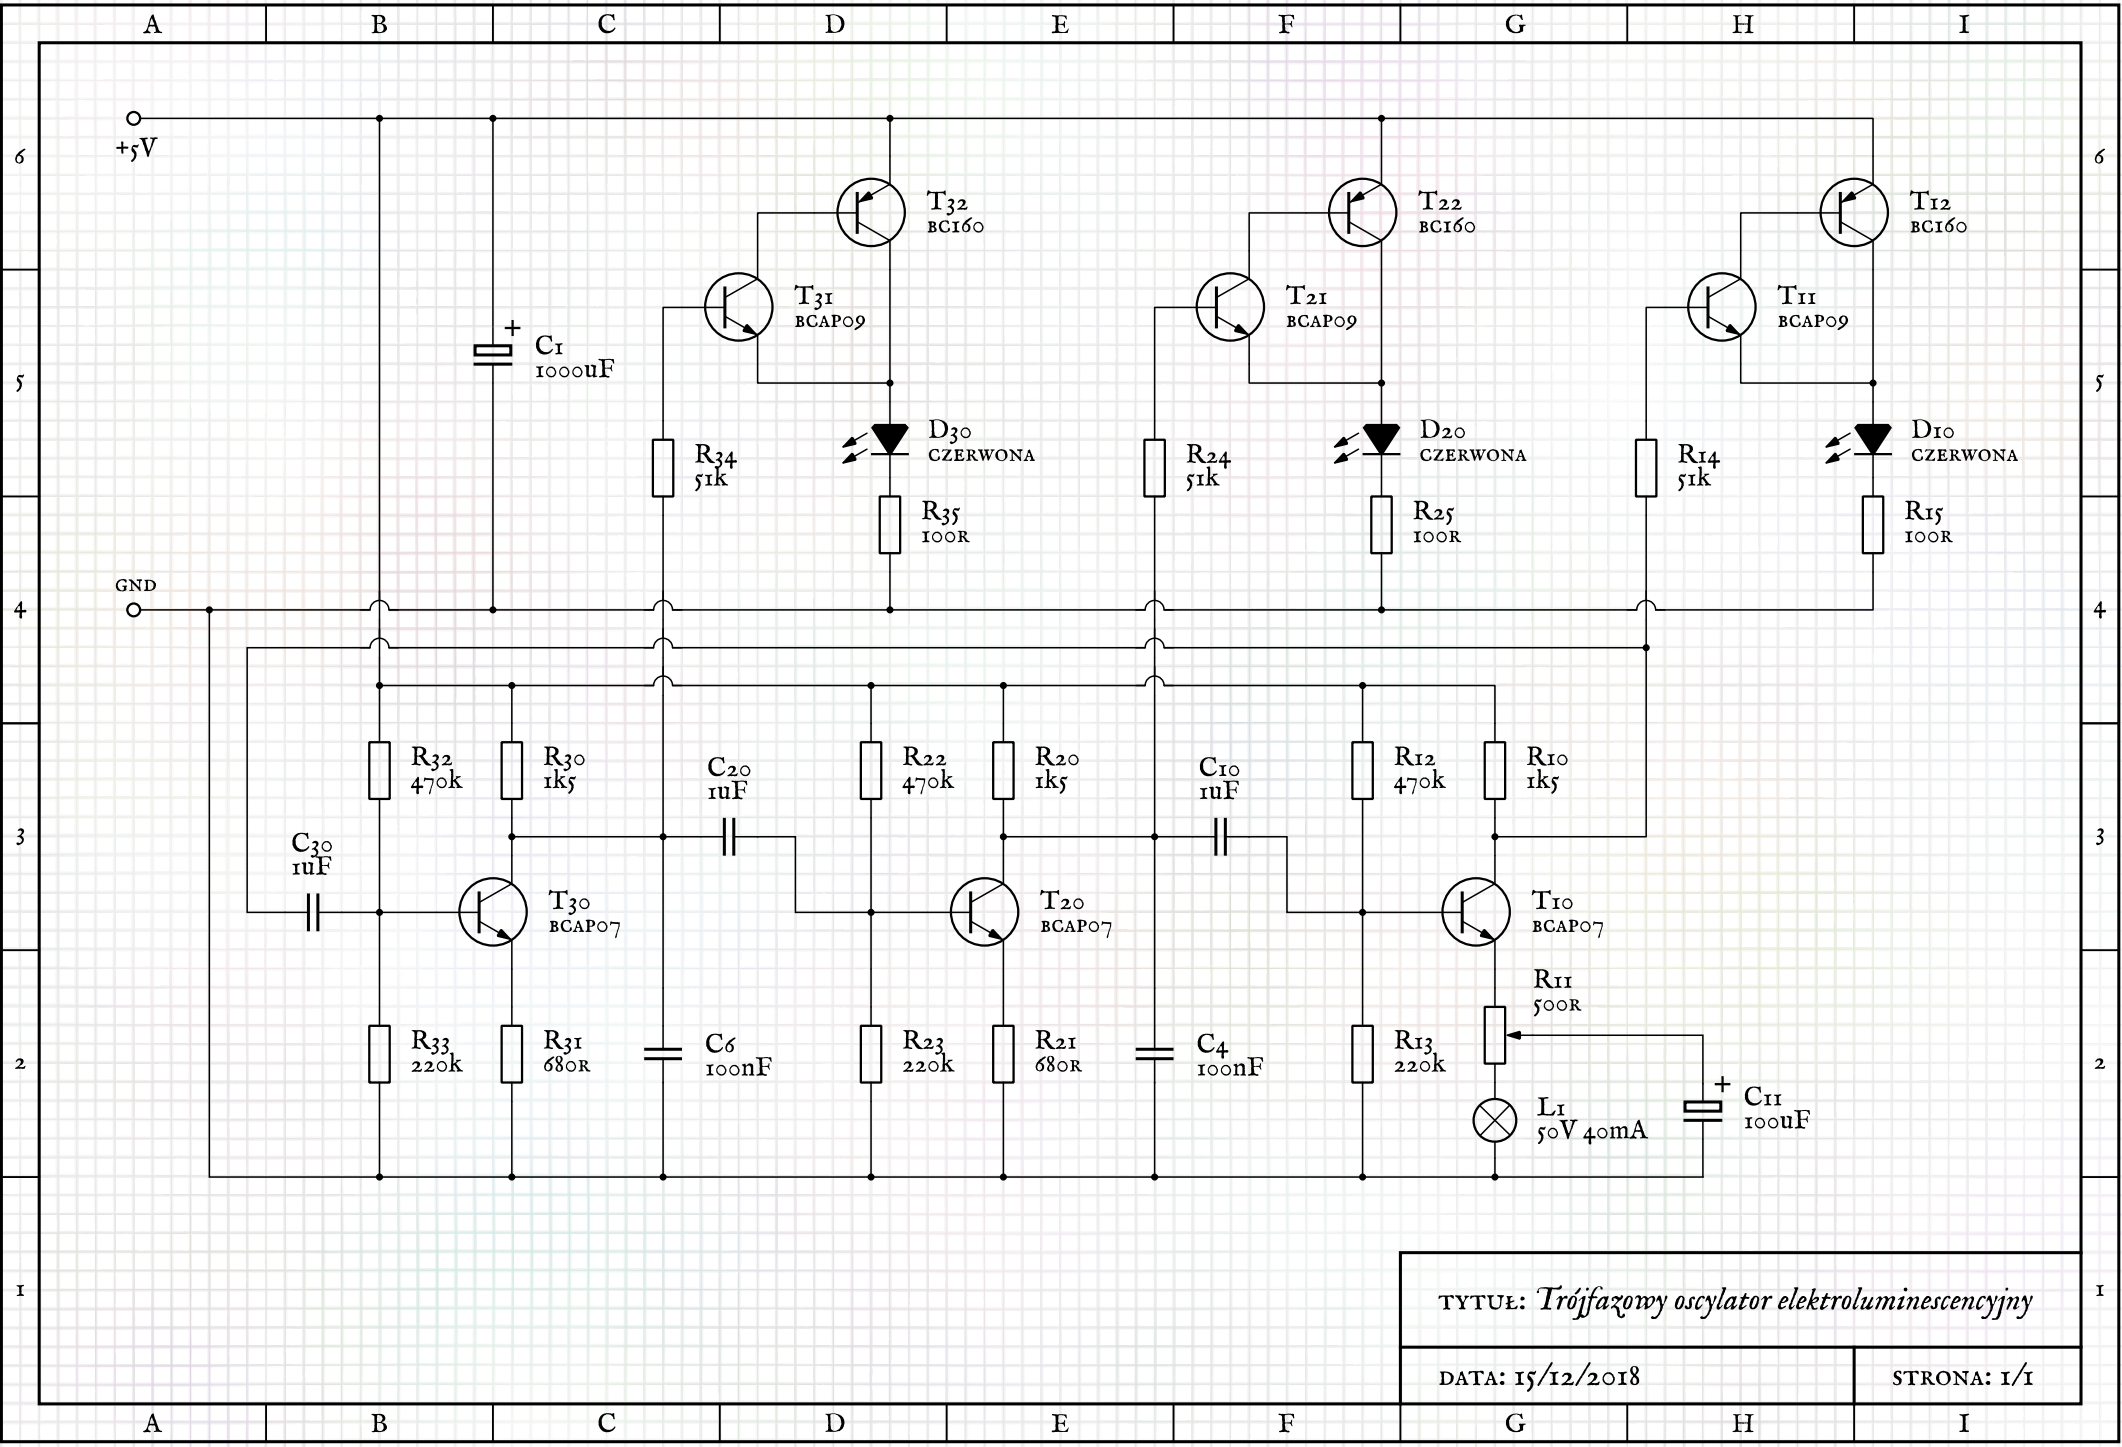 A B C D E F G H I
6 6
+5V
T32
BC160
T22
BC160
T12
BC160
T31
BCAP09
T21
BCAP09
T11
BCAP09
+
C1
1000uF
5 5
D30
CZERWONA
D20
CZERWONA
D10
CZERWONA
R34
51k
R24
51k
R14
51k
R35
100R
R25
100R
R15
100R
GND
4 4
R32
470k
R30
1k5
C20
1uF
R22
470k
R20
1k5
C10
1uF
R12
470k
R10
1k5
3 3
C30
1uF
T30
BCAP07
T20
BCAP07
T10
BCAP07
R11
500R
R33
220k
R31
680R
C6
100nF
R23
220k
R21
680R
C4
100nF
R13
220k
2 2
+
C11
100uF
L1
50V 40mA
1 1
TYTUŁ: Trójfazowy oscylator elektroluminescencyjny
DATA: 15/12/2018
STRONA: 1/1
A B C D E F G H I